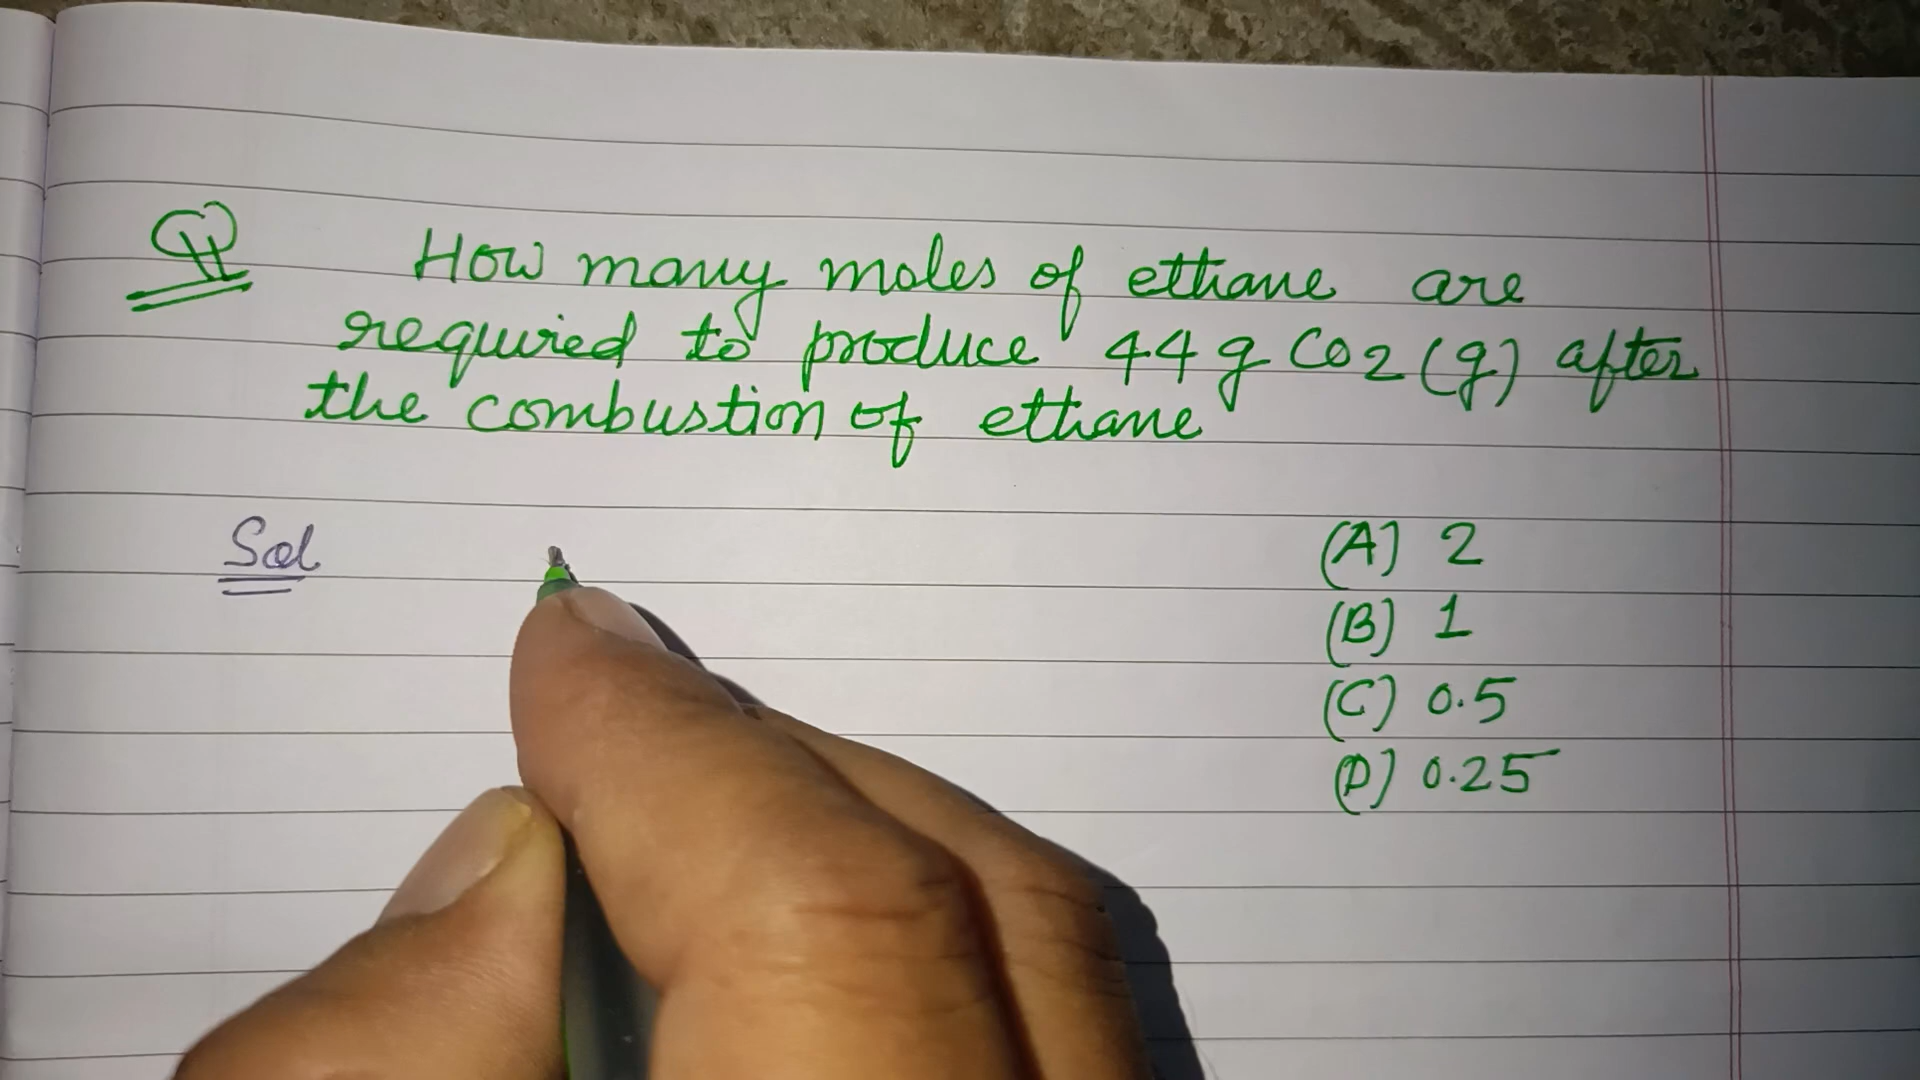 Q How many moles of ethane are
required to produce 44g CO2 (g) after
the combustion of ethane
Sol
(A) 2
(B) 1
(C) 0.5
(D) 0.25